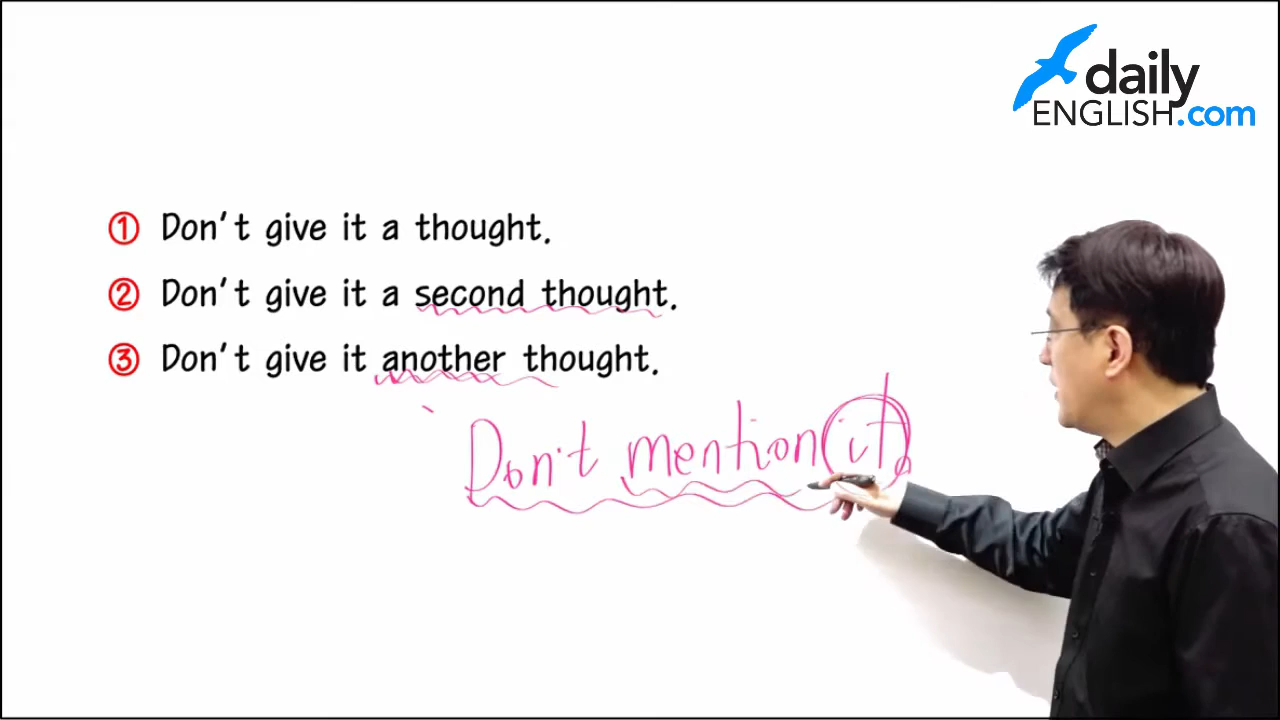 daily
ENGLISH.com
① Don't give it a thought.
② Don't give it a second thought.
③ Don't give it another thought.
Don't mention it.